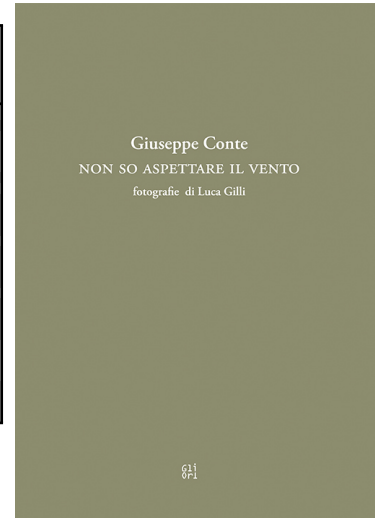 Giuseppe Conte
NON SO ASPETTARE IL VENTO
fotografie di Luca Gilli
Gli
Ori